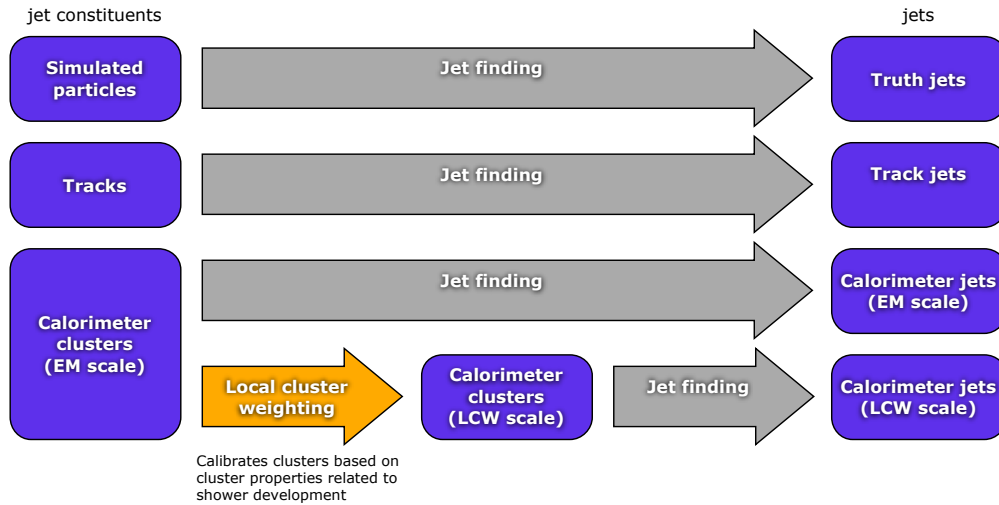 jet constituents
jets
Simulated
particles
Jet finding
Truth jets
Tracks
Jet finding
Track jets
Calorimeter
clusters
(EM scale)
Jet finding
Calorimeter jets
(EM scale)
Local cluster
weighting
Calorimeter
clusters
(LCW scale)
Jet finding
Calorimeter jets
(LCW scale)
Calibrates clusters based on
cluster properties related to
shower development